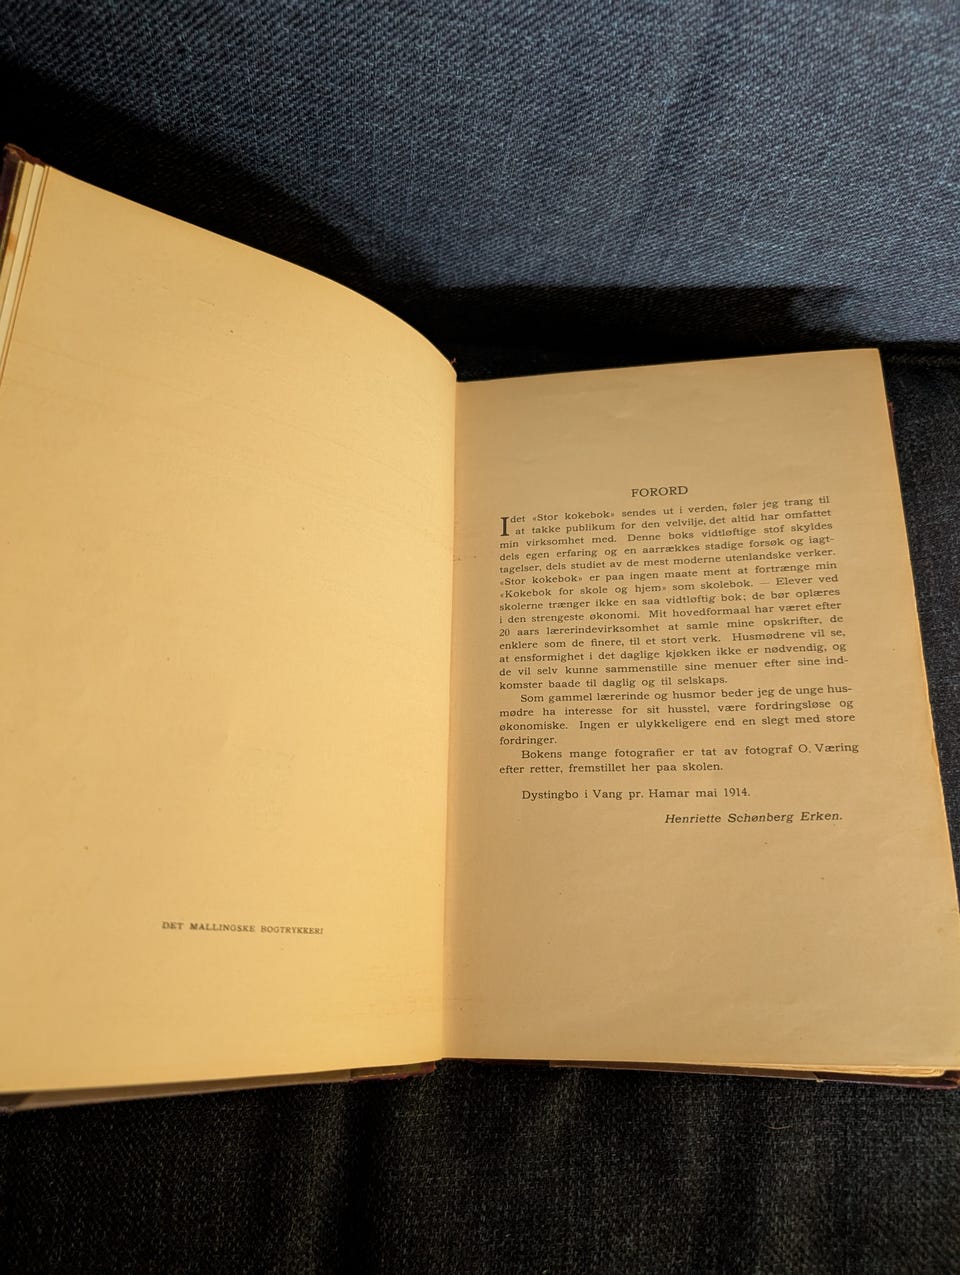 DET MALLINGSKE BOGTRYKKERI
FORORD
Idet «Stor kokebok» sendes ut i verden, føler jeg trang til
at takke publikum for den velvilje, det altid har omfattet
min virksomhet med. Denne boks vidtløftige stof skyldes
dels egen erfaring og en aarrækkes stadige forsøk og iagt-
tagelser, dels studiet av de mest moderne utenlandske verker.
«Stor kokebok» er paa ingen maate ment at fortrænge min
«Kokebok for skole og hjem» som skolebok. — Elever ved
skolerne trænger ikke en saa vidtløftig bok; de bør oplæres
i den strengeste økonomi. Mit hovedformaal har været efter
20 aars lærerindevirksomhet at samle mine opskrifter, de
enklere som de finere, til et stort verk. Husmødrene vil se,
at ensformighet i det daglige kjøkken ikke er nødvendig, og
de vil selv kunne sammenstille sine menuer efter sine ind-
komster baade til daglig og til selskaps.
Som gammel lærerinde og husmor beder jeg de unge hus-
mødre ha interesse for sit husstel, være fordringsløse og
økonomiske. Ingen er ulykkeligere end en slegt med store
fordringer.
Bokens mange fotografier er tat av fotograf O. Væring
efter retter, fremstillet her paa skolen.
Dystingbo i Vang pr. Hamar mai 1914.
Henriette Schønberg Erken.